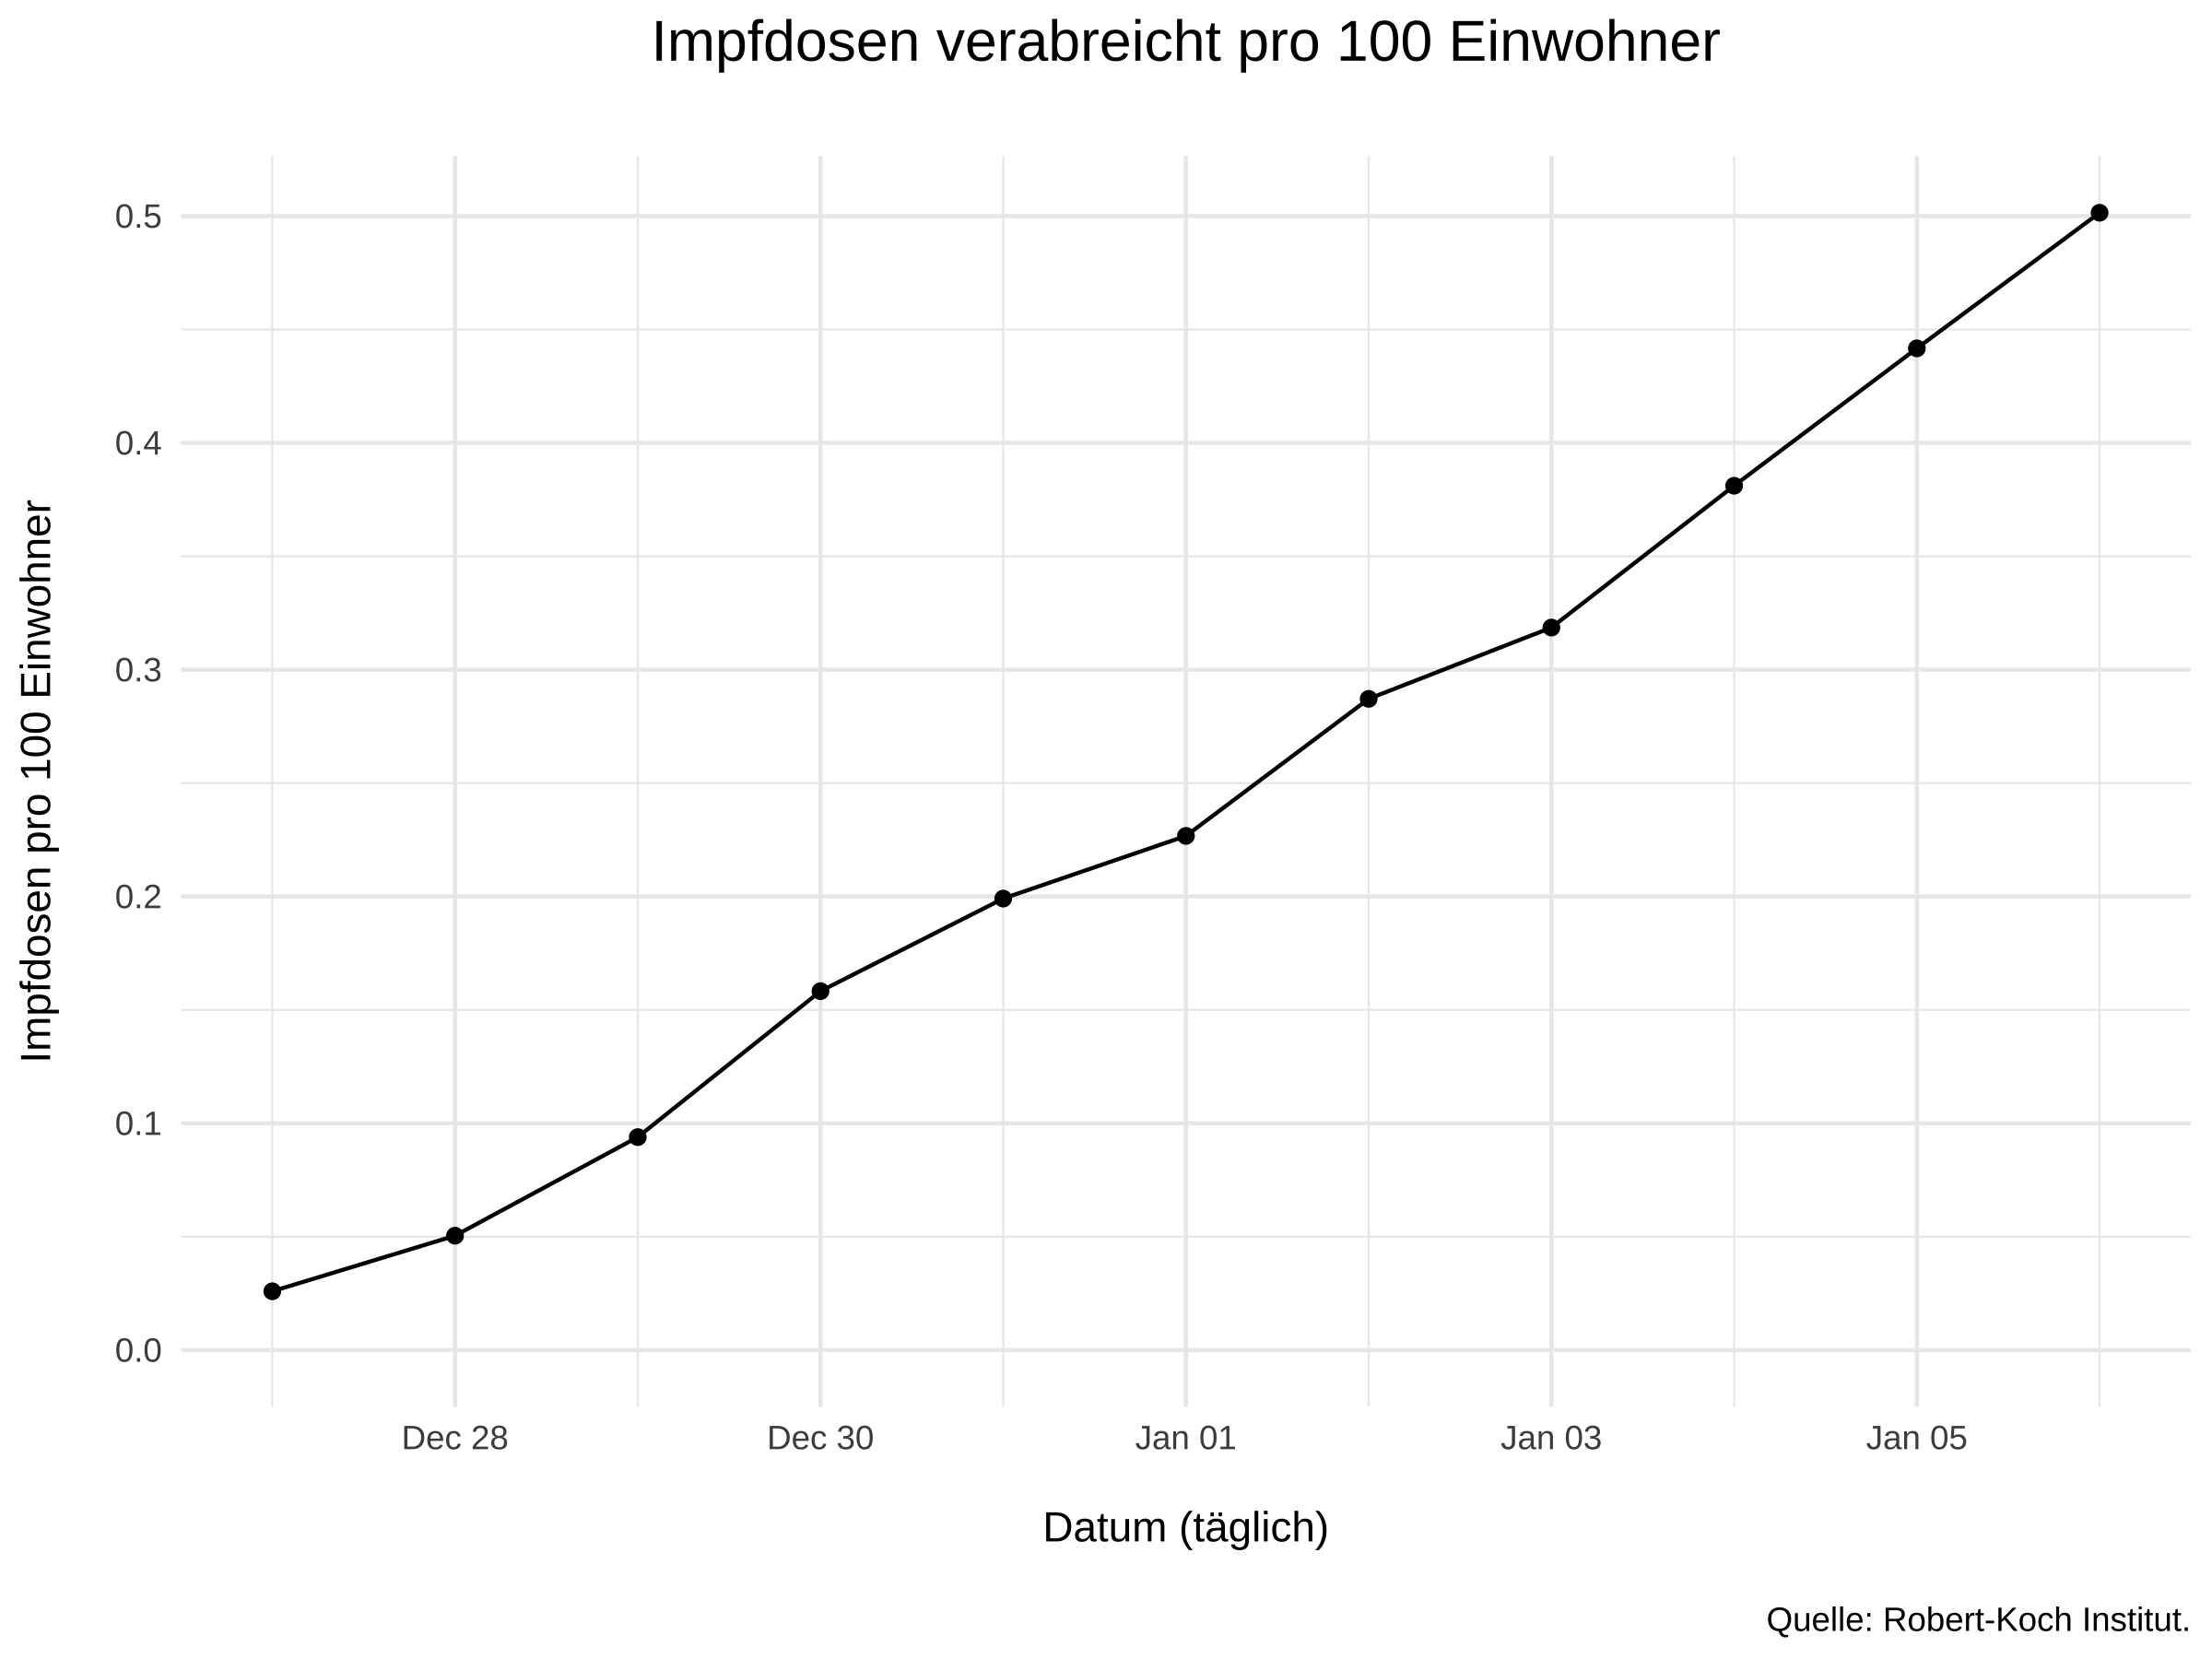 Impfdosen verabreicht pro 100 Einwohner
Impfdosen pro 100 Einwohner
0.5
0.4
0.3
0.2
0.1
0.0
Dec 28
Dec 30
Jan 01
Jan 03
Jan 05
Datum (täglich)
Quelle: Robert-Koch Institut.